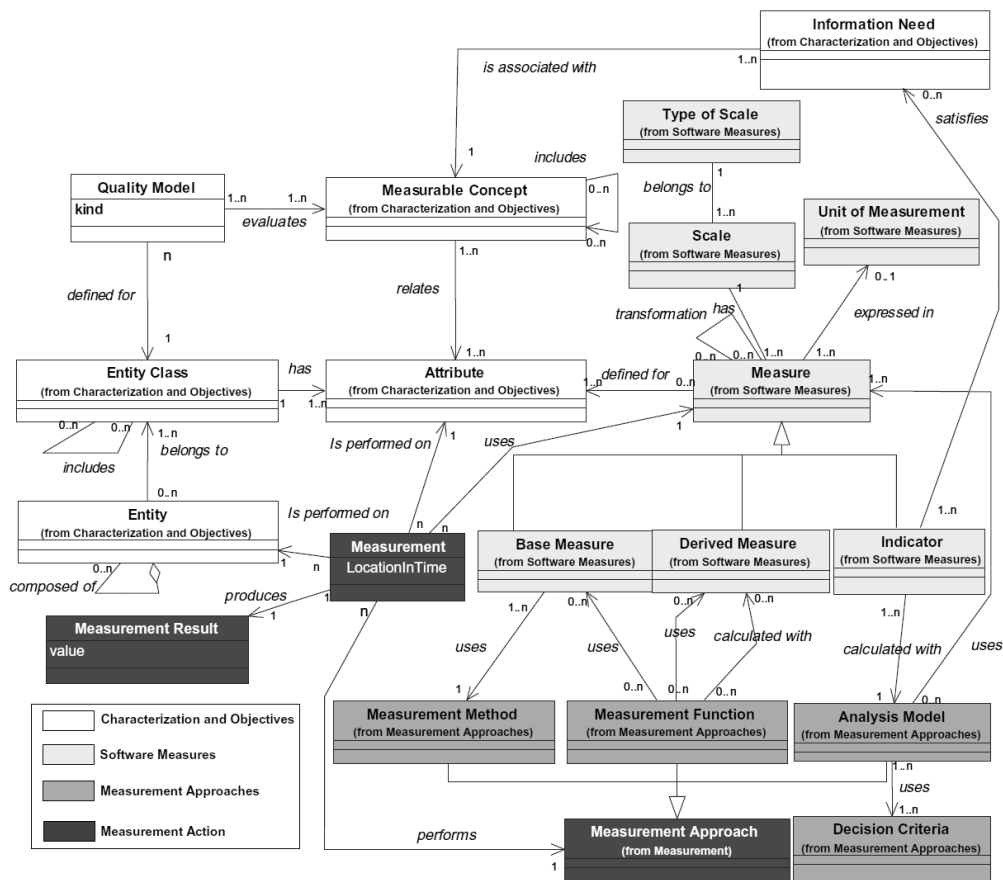 Information Need
(from Characterization and Objectives)
1..n
0..n
is associated with
satisfies
Type of Scale
(from Software Measures)
1
includes
1
belongs to
Quality Model
kind
1..n
1..n
evaluates
Measurable Concept
(from Characterization and Objectives)
0..n
0..n
1..n
1..n
Scale
(from Software Measures)
1
Unit of Measurement
(from Software Measures)
0..1
n
defined for
1
relates
1..n
transformation
has
expressed in
0..n
0..n
1..n
1..n
Entity Class
(from Characterization and Objectives)
has
1
1..n
Attribute
(from Characterization and Objectives)
1..n
defined for
0..n
Measure
(from Software Measures)
1..n
0..n
0..n
includes
1..n
belongs to
0..n
Is performed on
1
uses
1
Entity
(from Characterization and Objectives)
0..n
composed of
Is performed on
1
n
n
n
Measurement
LocationInTime
1
n
produces
1
Measurement Result
value
Base Measure
(from Software Measures)
Derived Measure
(from Software Measures)
1..n
Indicator
(from Software Measures)
1..n
0..n
0..n
0..n
1..n
uses
uses
uses
calculated with
calculated with
uses
1
0..n
0..n
0..n
1
0..n
Measurement Method
(from Measurement Approaches)
Measurement Function
(from Measurement Approaches)
Analysis Model
(from Measurement Approaches)
1..n
uses
1..n
Decision Criteria
(from Measurement Approaches)
performs
1
Measurement Approach
(from Measurement)
Characterization and Objectives
Software Measures
Measurement Approaches
Measurement Action